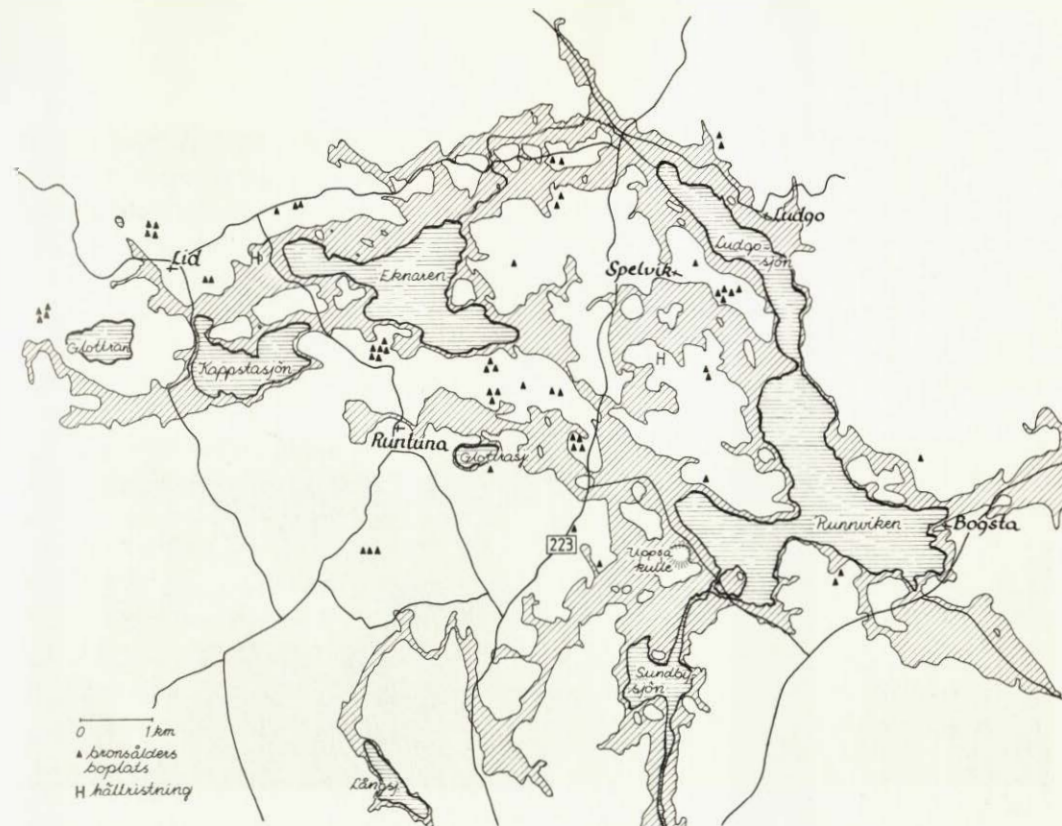 Ludgo
Ludgo-
sjön
Lid
H
Eknaren
Spelvik
Glottran
Kappstasjön
H
Runtuna
Glottrasj
Runnviken
Bogsta
223
Uppsa
kulle
Sundby
sjön
0 1 km
bronsålders
boplats
H hällristning
Långsj